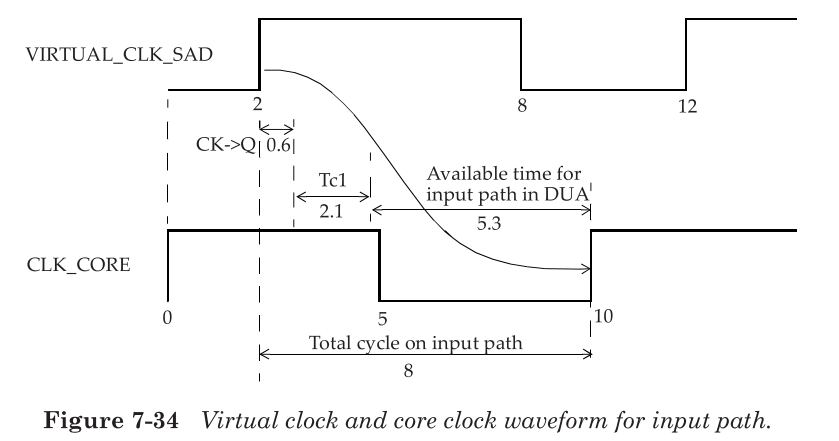 VIRTUAL_CLK_SAD
2
8
12
CK->Q
0.6
Tc1
2.1
Available time for
input path in DUA
5.3
CLK_CORE
0
5
10
Total cycle on input path
8
Figure 7-34 Virtual clock and core clock waveform for input path.